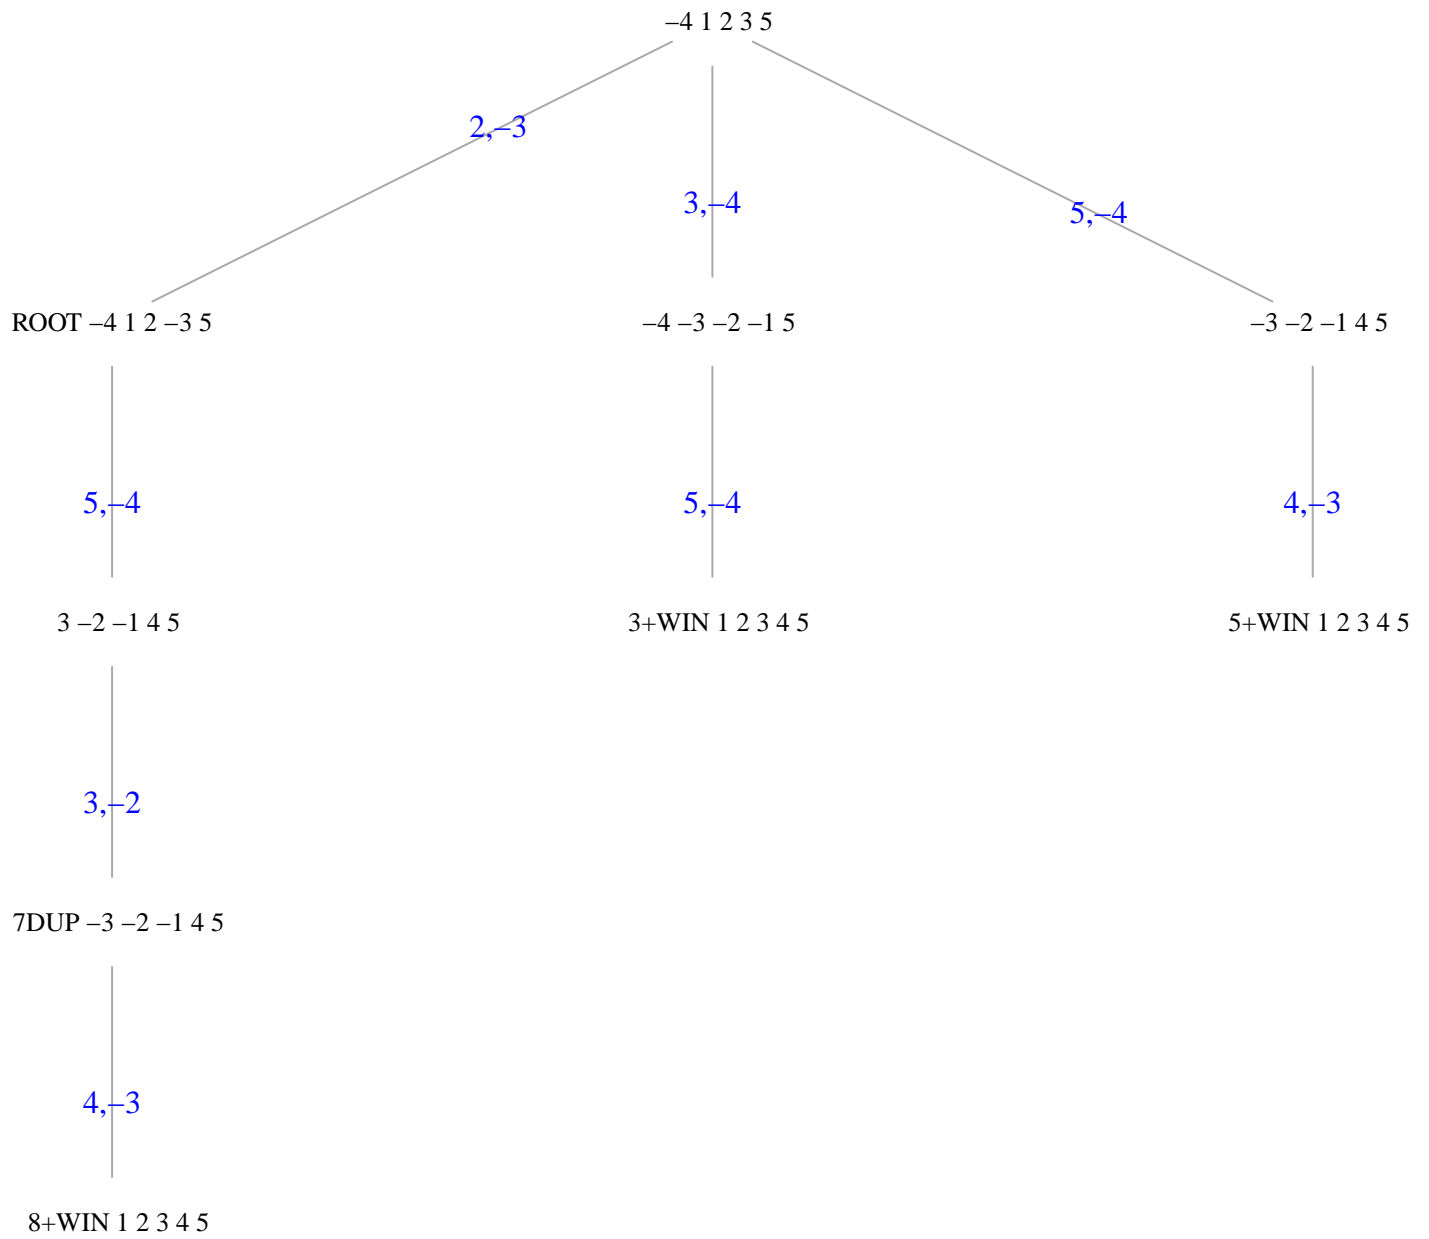 –4 1 2 3 5
2,–3
3,–4
5,–4
ROOT –4 1 2 –3 5
–4 –3 –2 –1 5
–3 –2 –1 4 5
5,–4
5,–4
4,–3
3 –2 –1 4 5
3+WIN 1 2 3 4 5
5+WIN 1 2 3 4 5
3,–2
7DUP –3 –2 –1 4 5
4,–3
8+WIN 1 2 3 4 5